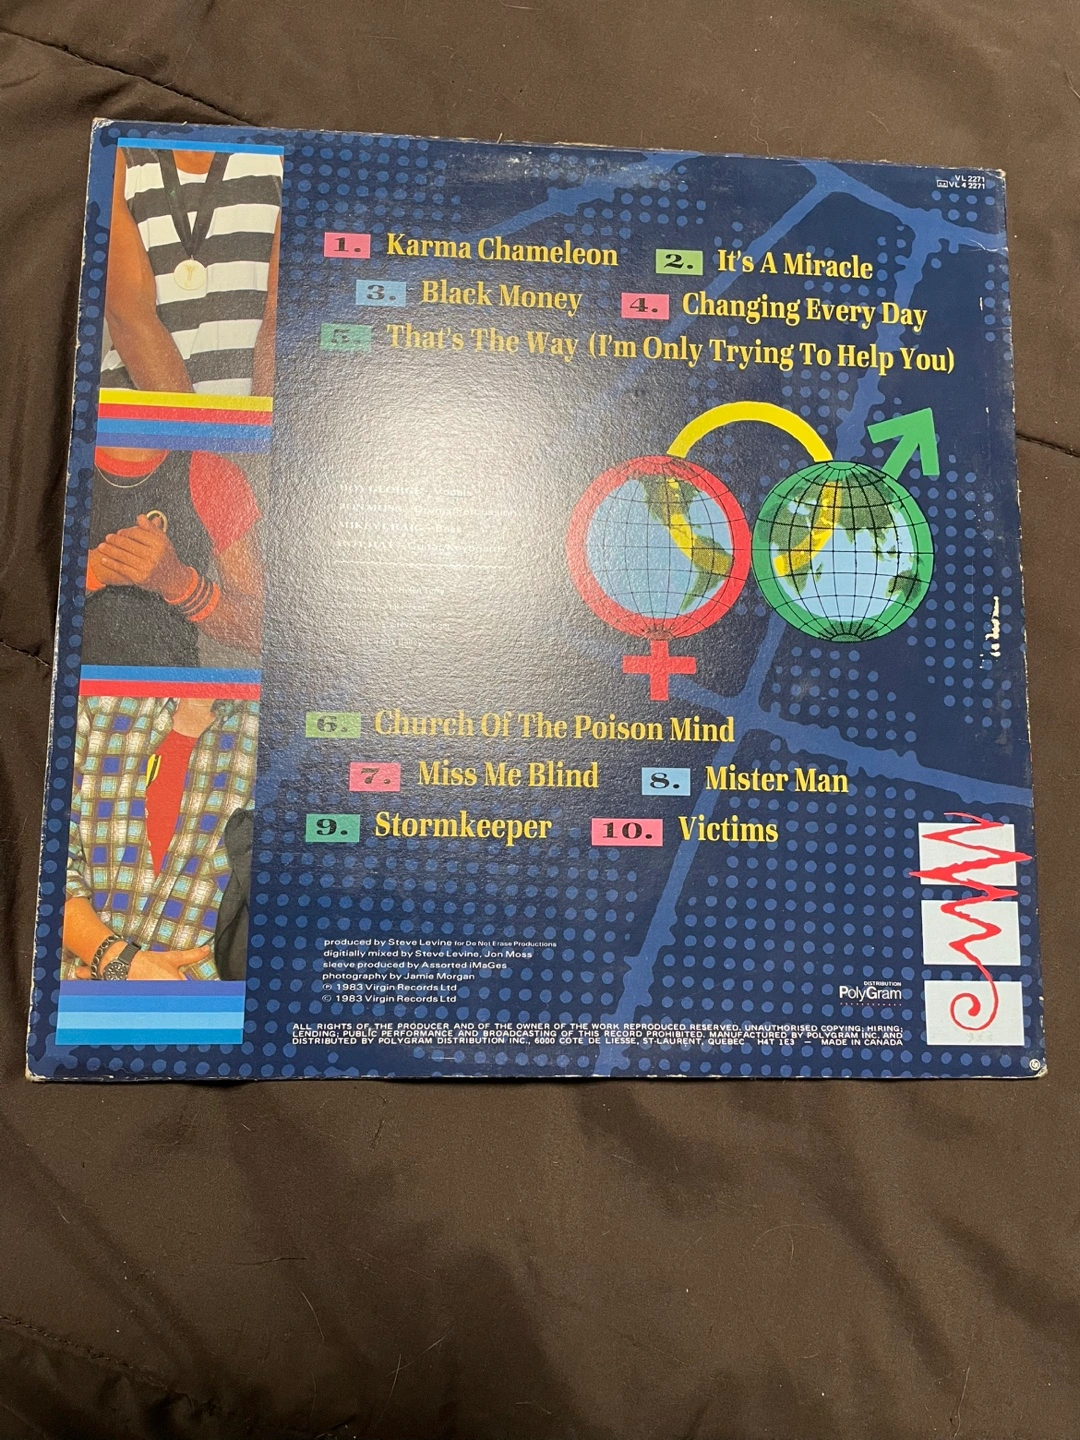 VL 2271
VL 4 2271
1. Karma Chameleon 2. It's A Miracle
3. Black Money 4. Changing Every Day
5. That's The Way (I'm Only Trying To Help You)
6. Church Of The Poison Mind
7. Miss Me Blind 8. Mister Man
9. Stormkeeper 10. Victims
produced by Steve Levine for Do Not Erase Productions
digitially mixed by Steve Levine, Jon Moss
sleeve produced by Assorted iMaGes
photography by Jamie Morgan
℗ 1983 Virgin Records Ltd
© 1983 Virgin Records Ltd
DISTRIBUTION
PolyGram
ALL RIGHTS OF THE PRODUCER AND OF THE OWNER OF THE WORK REPRODUCED RESERVED. UNAUTHORISED COPYING; HIRING;
LENDING; PUBLIC PERFORMANCE AND BROADCASTING OF THIS RECORD PROHIBITED. MANUFACTURED BY POLYGRAM INC. AND
DISTRIBUTED BY POLYGRAM DISTRIBUTION INC., 6000 COTE DE LIESSE, ST-LAURENT, QUEBEC H4T 1E3 — MADE IN CANADA